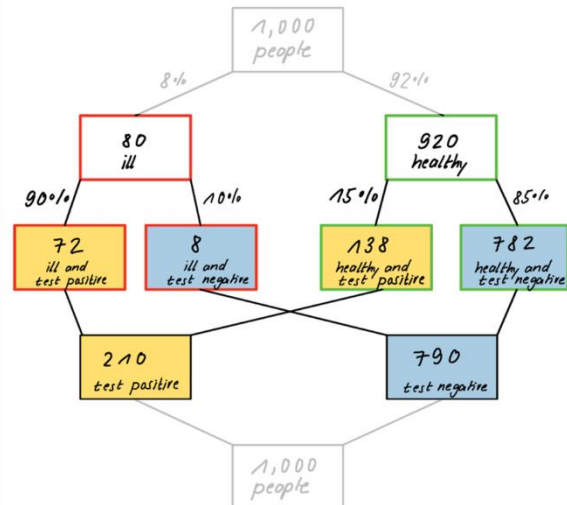 1,000
people
8%
92%
80
ill
920
healthy
90%
10%
15%
85%
72
ill and
test positive
8
ill and
test negative
138
healthy and
test positive
782
healthy and
test negative
210
test positive
790
test negative
1,000
people